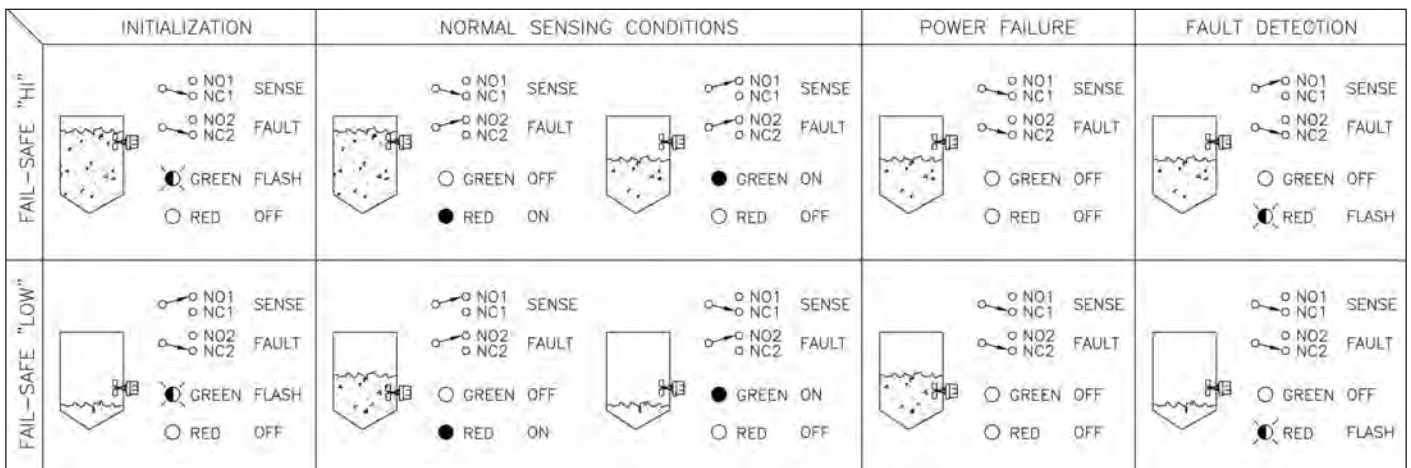 INITIALIZATION NORMAL SENSING CONDITIONS POWER FAILURE FAULT DETECTION
FAIL-SAFE "HI"
NO1 NO1 NO1 NO1 NO1
NC1 SENSE NC1 SENSE NC1 SENSE NC1 SENSE NC1 SENSE
NO2 NO2 NO2 NO2 NO2
NC2 FAULT NC2 FAULT NC2 FAULT NC2 FAULT NC2 FAULT
GREEN FLASH GREEN OFF GREEN ON GREEN OFF GREEN OFF
RED OFF RED ON RED OFF RED OFF RED FLASH
FAIL-SAFE "LOW"
NO1 NO1 NO1 NO1 NO1
NC1 SENSE NC1 SENSE NC1 SENSE NC1 SENSE NC1 SENSE
NO2 NO2 NO2 NO2 NO2
NC2 FAULT NC2 FAULT NC2 FAULT NC2 FAULT NC2 FAULT
GREEN FLASH GREEN OFF GREEN ON GREEN OFF GREEN OFF
RED OFF RED ON RED OFF RED OFF RED FLASH